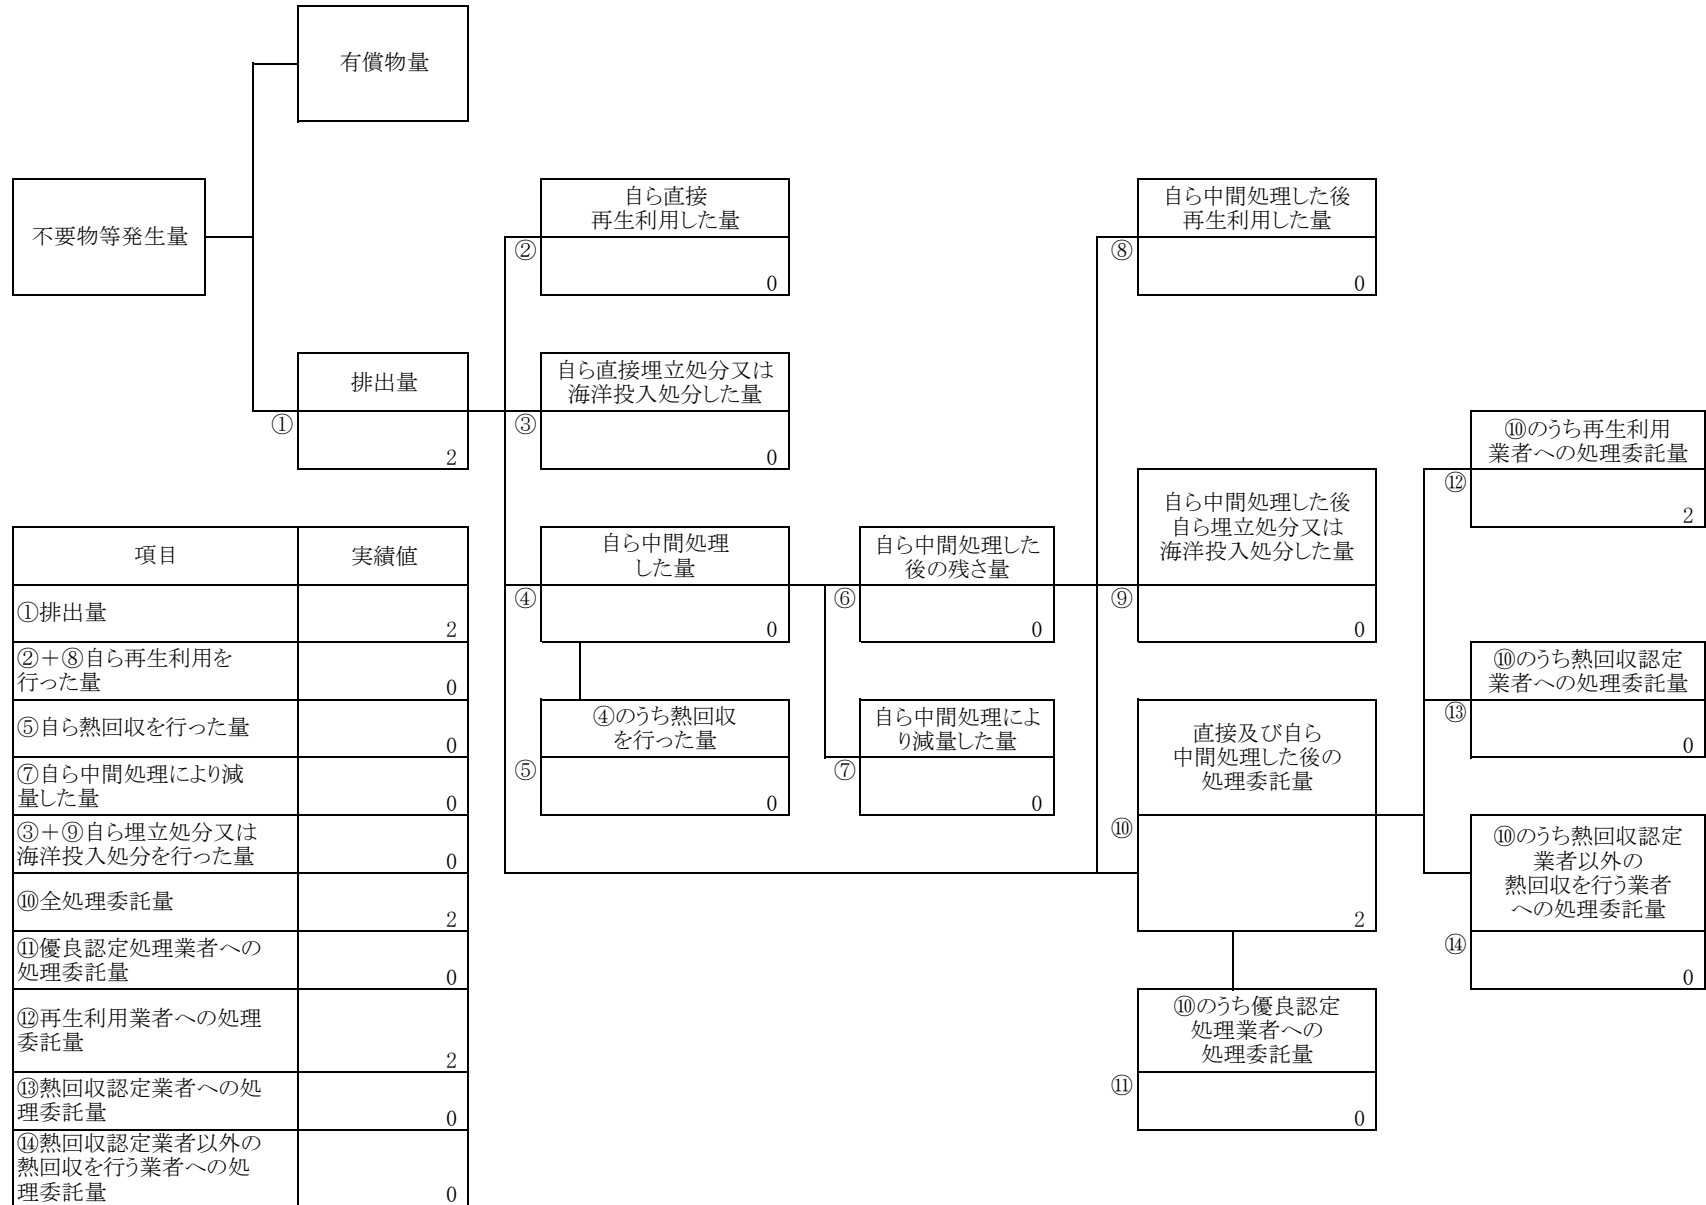 有償物量
不要物等発生量
自ら直接
再生利用した量
②
0
自ら中間処理した後
再生利用した量
⑧
0
排出量
①
2
自ら直接埋立処分又は
海洋投入処分した量
③
0
⑩のうち再生利用
業者への処理委託量
⑫
2
自ら中間処理した後
自ら埋立処分又は
海洋投入処分した量
⑨
0
自ら中間処理
した量
④
0
自ら中間処理した
後の残さ量
⑥
0
⑩のうち熱回収認定
業者への処理委託量
⑬
0
④のうち熱回収
を行った量
⑤
0
自ら中間処理によ
り減量した量
⑦
0
直接及び自ら
中間処理した後の
処理委託量
⑩
2
⑩のうち熱回収認定
業者以外の
熱回収を行う業者
への処理委託量
⑭
0
⑩のうち優良認定
処理業者への
処理委託量
⑪
0
項目 実績値
①排出量
2
②＋⑧自ら再生利用を
行った量
0
⑤自ら熱回収を行った量
0
⑦自ら中間処理により減
量した量
0
③＋⑨自ら埋立処分又は
海洋投入処分を行った量
0
⑩全処理委託量
2
⑪優良認定処理業者への
処理委託量
0
⑫再生利用業者への処理
委託量
2
⑬熱回収認定業者への処
理委託量
0
⑭熱回収認定業者以外の
熱回収を行う業者への処
理委託量
0